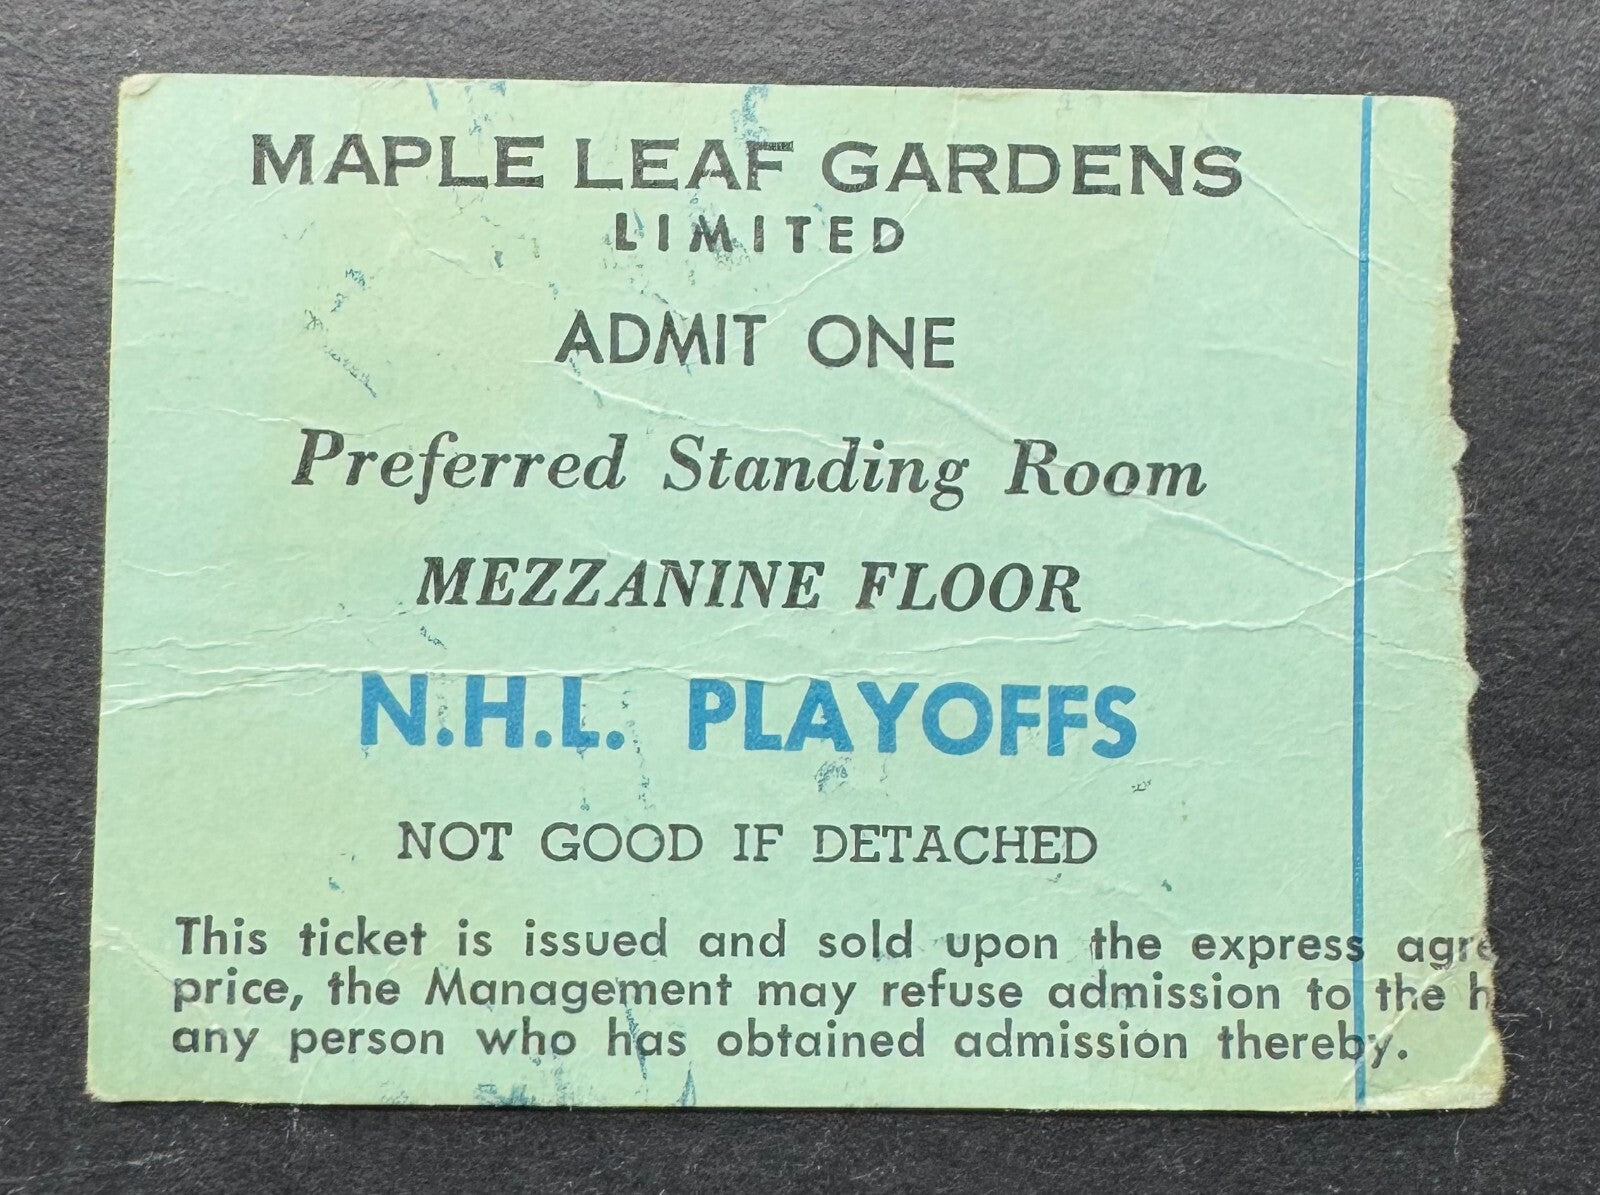 MAPLE LEAF GARDENS
LIMITED
ADMIT ONE
Preferred Standing Room
MEZZANINE FLOOR
N.H.L. PLAYOFFS
NOT GOOD IF DETACHED
This ticket is issued and sold upon the express agre
price, the Management may refuse admission to the h
any person who has obtained admission thereby.